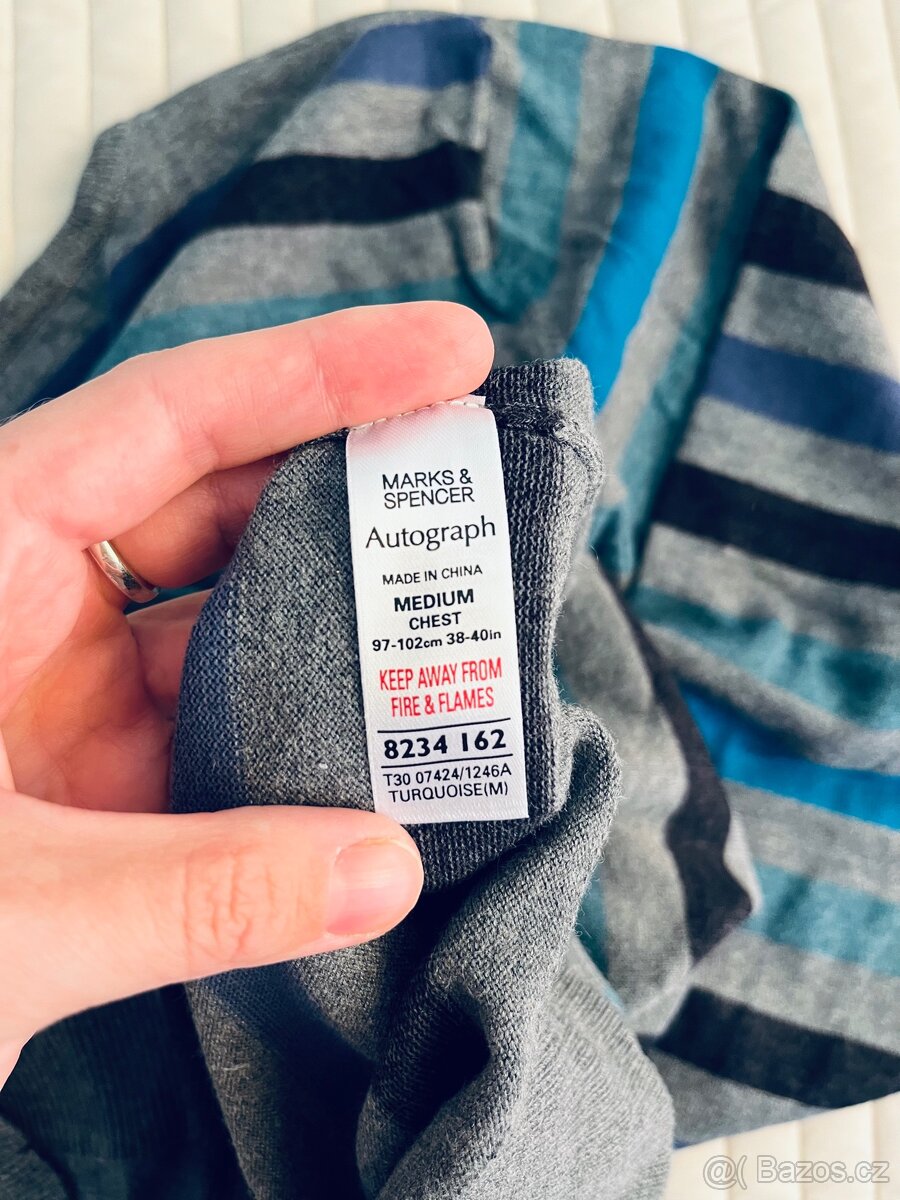 MARKS &
SPENCER
Autograph
MADE IN CHINA
MEDIUM
CHEST
97-102cm 38-40in
KEEP AWAY FROM
FIRE & FLAMES
8234 162
T30 07424/1246A
TURQUOISE(M)
@( Bazos.cz